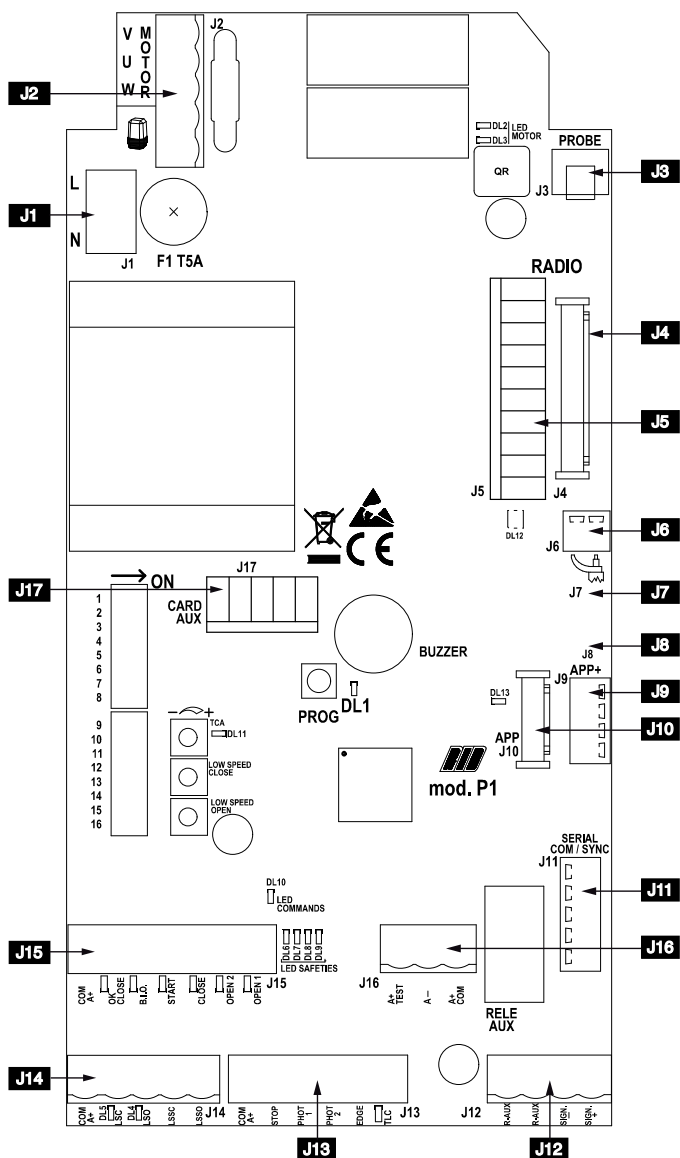 J2
V U W
MOTOR
J2
DL2
DL3
LED
MOTOR
PROBE
QR
J3
J3
L
N
J1
J1
F1 T5A
RADIO
J4
J5
J5
J4
DL12
J6
J6
CE
J7
J7
J17
J17
ON
CARD
AUX
1
2
3
4
5
6
7
8
BUZZER
J8
J8
PROG
DL1
J9
APP+
J9
DL13
APP
J10
J10
9
10
11
12
13
14
15
16
− +
TCA
DL11
LOW SPEED
CLOSE
LOW SPEED
OPEN
mod. P1
SERIAL
COM / SYNC
J11
J11
DL10
LED
COMMANDS
DL6
DL7
DL8
DL9
LED SAFETIES
J15
J15
COM
A+
OK
CLOSE
B.I.O.
START
CLOSE
OPEN 2
OPEN 1
J16
J16
A+
TEST
A −
A+
COM
RELE
AUX
J14
J14
COM
A+
DL5
LSC
DL4
LSO
LSSC
LSSO
COM
A+
STOP
PHOT
1
PHOT
2
EDGE
TLC
J13
J13
J12
R-AUX
R-AUX
SIGN.
SIGN.
+
J12